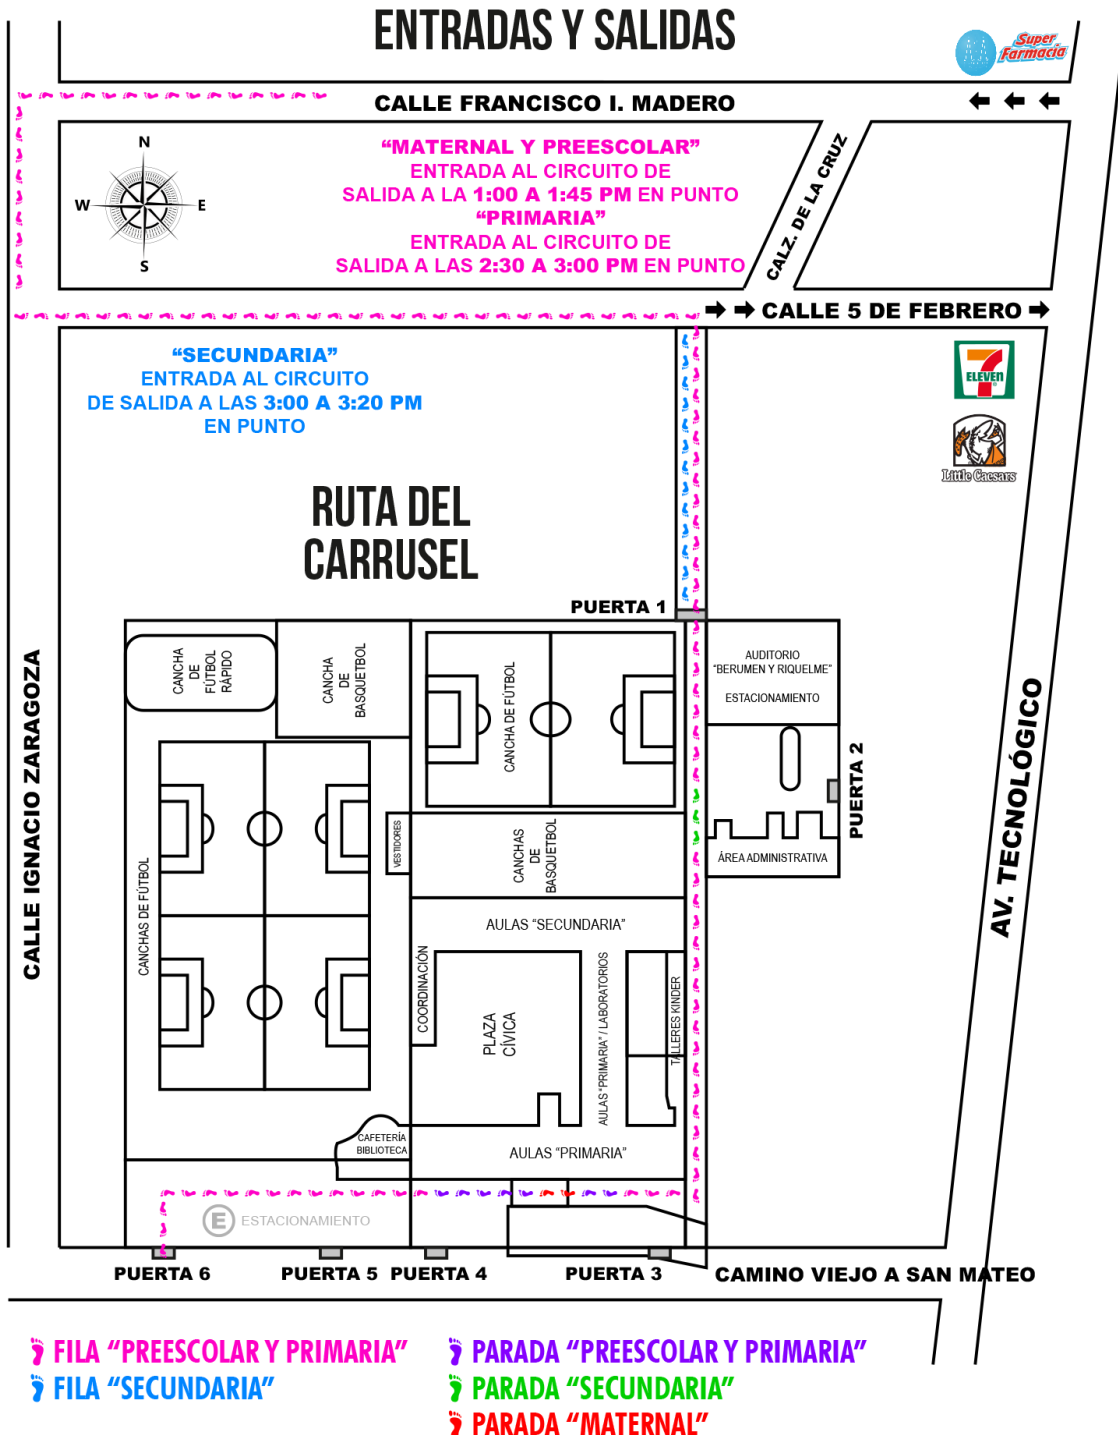 ENTRADAS Y SALIDAS
Super
Farmacia
CALLE FRANCISCO I. MADERO
N
W
E
S
“MATERNAL Y PREESCOLAR”
ENTRADA AL CIRCUITO DE
SALIDA A LA 1:00 A 1:45 PM EN PUNTO
“PRIMARIA”
ENTRADA AL CIRCUITO DE
SALIDA A LAS 2:30 A 3:00 PM EN PUNTO
CALZ. DE LA CRUZ
CALLE 5 DE FEBRERO
“SECUNDARIA”
ENTRADA AL CIRCUITO
DE SALIDA A LAS 3:00 A 3:20 PM
EN PUNTO
7
ELEVEN
Little Caesars
RUTA DEL
CARRUSEL
PUERTA 1
CANCHA
DE
FÚTBOL
RÁPIDO
CANCHA
DE
BASQUETBOL
CANCHA DE FÚTBOL
AUDITORIO
“BERUMEN Y RIQUELME”
ESTACIONAMIENTO
PUERTA 2
CALLE IGNACIO ZARAGOZA
AV. TECNOLÓGICO
VESTIDORES
CANCHAS
DE
BASQUETBOL
ÁREA ADMINISTRATIVA
CANCHAS DE FÚTBOL
AULAS “SECUNDARIA”
COORDINACIÓN
PLAZA
CÍVICA
AULAS “PRIMARIA” / LABORATORIOS
TALLERES KINDER
CAFETERÍA
BIBLIOTECA
AULAS “PRIMARIA”
E ESTACIONAMIENTO
PUERTA 6
PUERTA 5
PUERTA 4
PUERTA 3
CAMINO VIEJO A SAN MATEO
FILA “PREESCOLAR Y PRIMARIA”
FILA “SECUNDARIA”
PARADA “PREESCOLAR Y PRIMARIA”
PARADA “SECUNDARIA”
PARADA “MATERNAL”